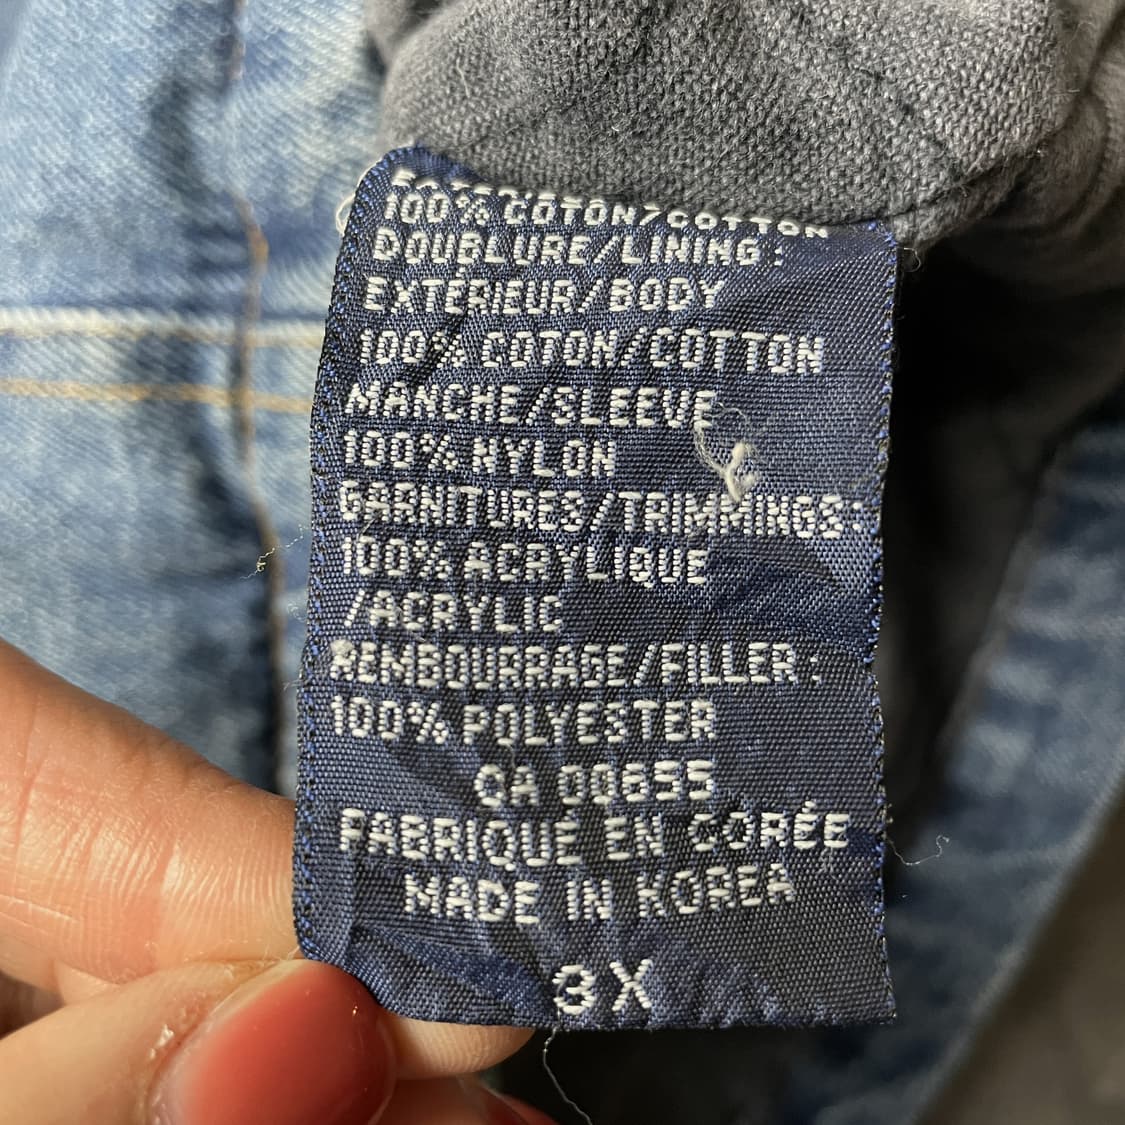 100% COTON/COTTON
DOUBLURE/LINING:
EXTÉRIEUR/BODY
100% COTON/COTTON
MANCHE/SLEEVE
100% NYLON
GARNITURES/TRIMMINGS:
100% ACRYLIQUE
/ACRYLIC
REMBOURRAGE/FILLER:
100% POLYESTER
CA 00655
FABRIQUÉ EN CORÉE
MADE IN KOREA
3X